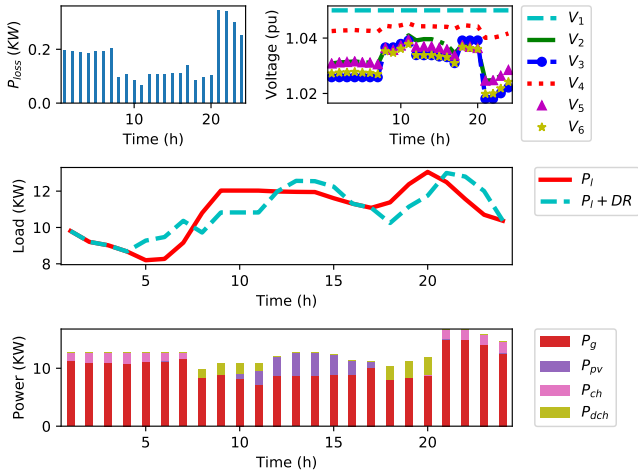 P_loss (KW)
0.2
0.0
10
20
Time (h)
Voltage (pu)
1.04
1.02
10
20
Time (h)
V_1
V_2
V_3
V_4
V_5
V_6
Load (KW)
12
10
8
5
10
15
20
Time (h)
P_l
P_l + DR
Power (KW)
10
0
5
10
15
20
Time (h)
P_g
P_pv
P_ch
P_dch